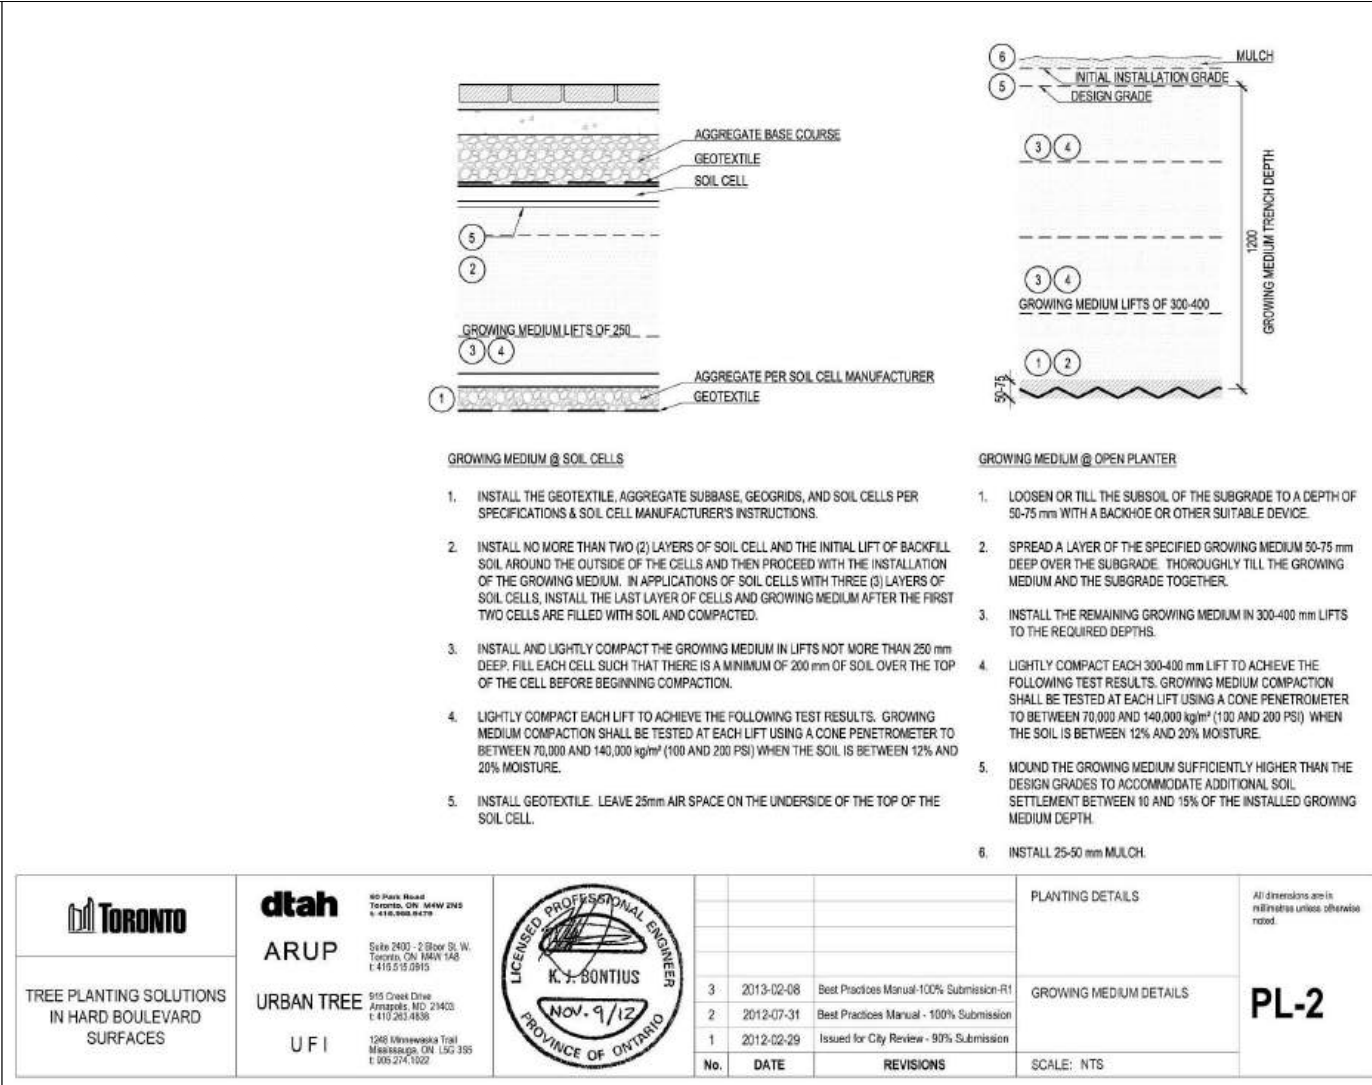 AGGREGATE BASE COURSE
GEOTEXTILE
SOIL CELL
5
2
GROWING MEDIUM LIFTS OF 250
3 4
AGGREGATE PER SOIL CELL MANUFACTURER
1
GEOTEXTILE
6
MULCH
INITIAL INSTALLATION GRADE
5
DESIGN GRADE
3 4
1200
GROWING MEDIUM TRENCH DEPTH
3 4
GROWING MEDIUM LIFTS OF 300-400
1 2
50-75
GROWING MEDIUM @ SOIL CELLS
1. INSTALL THE GEOTEXTILE, AGGREGATE SUBBASE, GEOGRIDS, AND SOIL CELLS PER
SPECIFICATIONS & SOIL CELL MANUFACTURER'S INSTRUCTIONS.
2. INSTALL NO MORE THAN TWO (2) LAYERS OF SOIL CELL AND THE INITIAL LIFT OF BACKFILL
SOIL AROUND THE OUTSIDE OF THE CELLS AND THEN PROCEED WITH THE INSTALLATION
OF THE GROWING MEDIUM. IN APPLICATIONS OF SOIL CELLS WITH THREE (3) LAYERS OF
SOIL CELLS, INSTALL THE LAST LAYER OF CELLS AND GROWING MEDIUM AFTER THE FIRST
TWO CELLS ARE FILLED WITH SOIL AND COMPACTED.
3. INSTALL AND LIGHTLY COMPACT THE GROWING MEDIUM IN LIFTS NOT MORE THAN 250 mm
DEEP. FILL EACH CELL SUCH THAT THERE IS A MINIMUM OF 200 mm OF SOIL OVER THE TOP
OF THE CELL BEFORE BEGINNING COMPACTION.
4. LIGHTLY COMPACT EACH LIFT TO ACHIEVE THE FOLLOWING TEST RESULTS. GROWING
MEDIUM COMPACTION SHALL BE TESTED AT EACH LIFT USING A CONE PENETROMETER TO
BETWEEN 70,000 AND 140,000 kg/m² (100 AND 200 PSI) WHEN THE SOIL IS BETWEEN 12% AND
20% MOISTURE.
5. INSTALL GEOTEXTILE. LEAVE 25mm AIR SPACE ON THE UNDERSIDE OF THE TOP OF THE
SOIL CELL.
GROWING MEDIUM @ OPEN PLANTER
1. LOOSEN OR TILL THE SUBSOIL OF THE SUBGRADE TO A DEPTH OF
50-75 mm WITH A BACKHOE OR OTHER SUITABLE DEVICE.
2. SPREAD A LAYER OF THE SPECIFIED GROWING MEDIUM 50-75 mm
DEEP OVER THE SUBGRADE. THOROUGHLY TILL THE GROWING
MEDIUM AND THE SUBGRADE TOGETHER.
3. INSTALL THE REMAINING GROWING MEDIUM IN 300-400 mm LIFTS
TO THE REQUIRED DEPTHS.
4. LIGHTLY COMPACT EACH 300-400 mm LIFT TO ACHIEVE THE
FOLLOWING TEST RESULTS. GROWING MEDIUM COMPACTION
SHALL BE TESTED AT EACH LIFT USING A CONE PENETROMETER
TO BETWEEN 70,000 AND 140,000 kg/m² (100 AND 200 PSI) WHEN
THE SOIL IS BETWEEN 12% AND 20% MOISTURE.
5. MOUND THE GROWING MEDIUM SUFFICIENTLY HIGHER THAN THE
DESIGN GRADES TO ACCOMMODATE ADDITIONAL SOIL
SETTLEMENT BETWEEN 10 AND 15% OF THE INSTALLED GROWING
MEDIUM DEPTH.
6. INSTALL 25-50 mm MULCH.
TORONTO
TREE PLANTING SOLUTIONS
IN HARD BOULEVARD
SURFACES
dtah
60 Park Road
Toronto, ON M4W 2N5
t: 416.968.9479
ARUP
Suite 2400 - 2 Bloor St. W.
Toronto, ON M4W 1A8
t: 416.515.0915
URBAN TREE
915 Creek Drive
Annapolis, MD 21403
t: 410.263.4838
UFI
1248 Minnewaska Trail
Mississauga, ON L5G 3S5
t: 905.274.1022
LICENSED PROFESSIONAL ENGINEER
K. J. BONTIUS
NOV. 9/12
PROVINCE OF ONTARIO
3 2013-02-08 Best Practices Manual-100% Submission-R1
2 2012-07-31 Best Practices Manual - 100% Submission
1 2012-02-29 Issued for City Review - 90% Submission
No. DATE REVISIONS
PLANTING DETAILS
GROWING MEDIUM DETAILS
SCALE: NTS
All dimensions are in
millimetres unless otherwise
noted.
PL-2